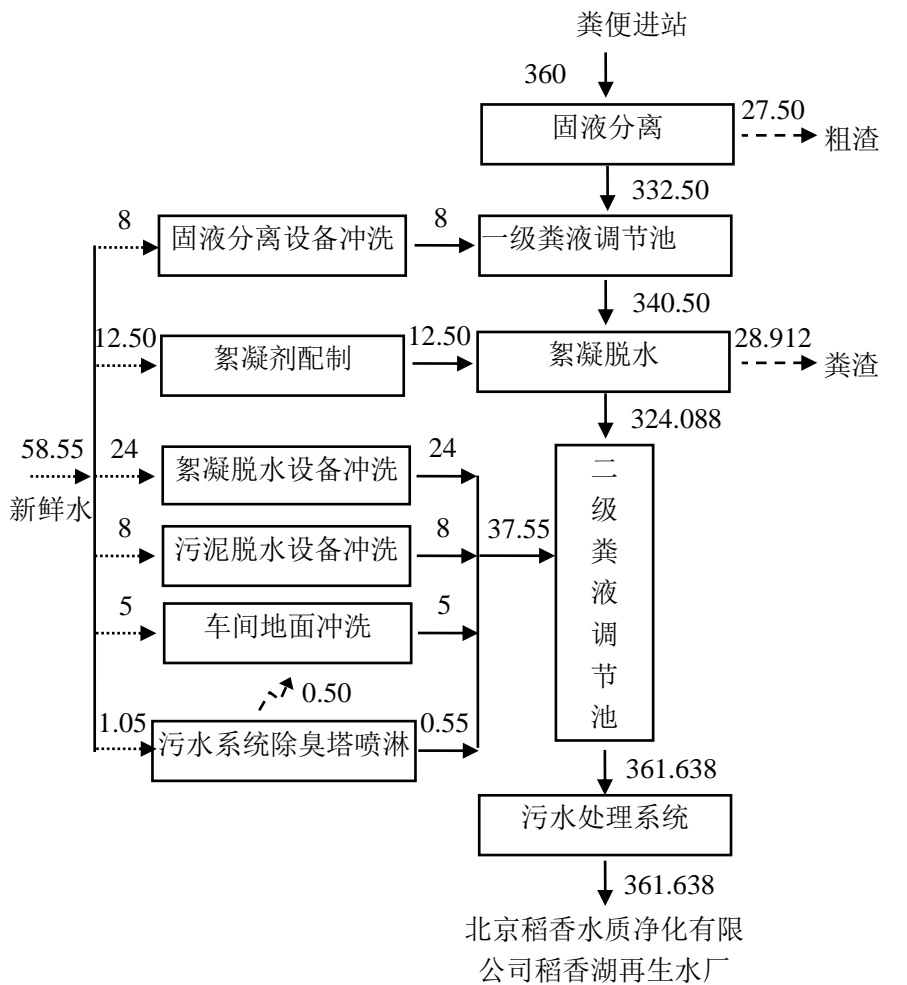 粪便进站
360
固液分离
27.50
粗渣
332.50
8
固液分离设备冲洗
8
一级粪液调节池
340.50
12.50
絮凝剂配制
12.50
絮凝脱水
28.912
粪渣
324.088
58.55
新鲜水
24
絮凝脱水设备冲洗
24
8
污泥脱水设备冲洗
8
37.55
二级粪液调节池
5
车间地面冲洗
5
0.50
1.05
污水系统除臭塔喷淋
0.55
361.638
污水处理系统
361.638
北京稻香水质净化有限
公司稻香湖再生水厂